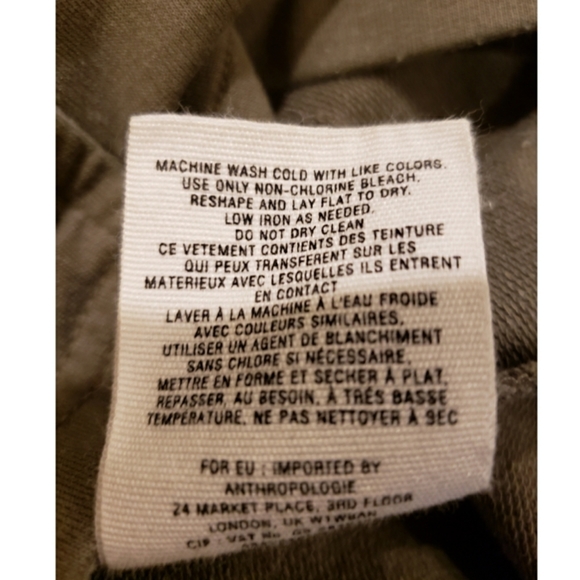 MACHINE WASH COLD WITH LIKE COLORS.
USE ONLY NON-CHLORINE BLEACH.
RESHAPE AND LAY FLAT TO DRY.
LOW IRON AS NEEDED.
DO NOT DRY CLEAN
CE VETEMENT CONTIENTS DES TEINTURE
QUI PEUX TRANSFERENT SUR LES
MATERIEUX AVEC LESQUELLES ILS ENTRENT
EN CONTACT
LAVER À LA MACHINE À L'EAU FROIDE
AVEC COULEURS SIMILAIRES,
UTILISER UN AGENT DE BLANCHIMENT
SANS CHLORE SI NÉCESSAIRE,
METTRE EN FORME ET SECHER À PLAT,
REPASSER, AU BESOIN, À TRÈS BASSE
TEMPERATURE. NE PAS NETTOYER À SEC
FOR EU : IMPORTED BY
ANTHROPOLOGIE
24 MARKET PLACE, 3RD FLOOR
LONDON, UK
VAT No.